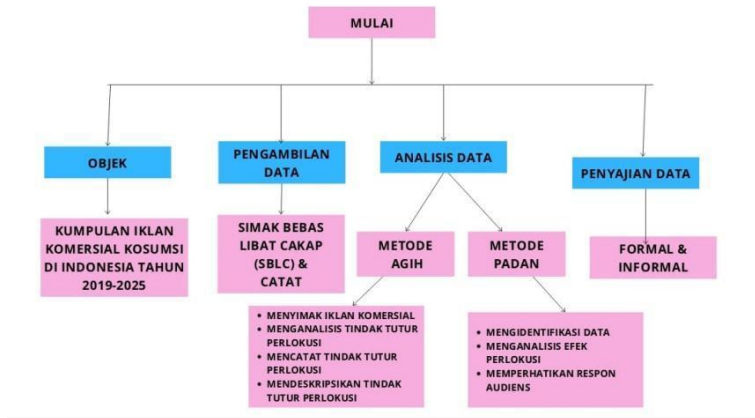 MULAI
OBJEK
PENGAMBILAN
DATA
ANALISIS DATA
PENYAJIAN DATA
KUMPULAN IKLAN
KOMERSIAL KOSUMSI
DI INDONESIA TAHUN
2019-2025
SIMAK BEBAS
LIBAT CAKAP
(SBLC) &
CATAT
METODE
AGIH
METODE
PADAN
FORMAL &
INFORMAL
• MENYIMAK IKLAN KOMERSIAL
• MENGANALISIS TINDAK TUTUR
PERLOKUSI
• MENCATAT TINDAK TUTUR
PERLOKUSI
• MENDESKRIPSIKAN TINDAK
TUTUR PERLOKUSI
• MENGIDENTIFIKASI DATA
• MENGANALISIS EFEK
PERLOKUSI
• MEMPERHATIKAN RESPON
AUDIENS